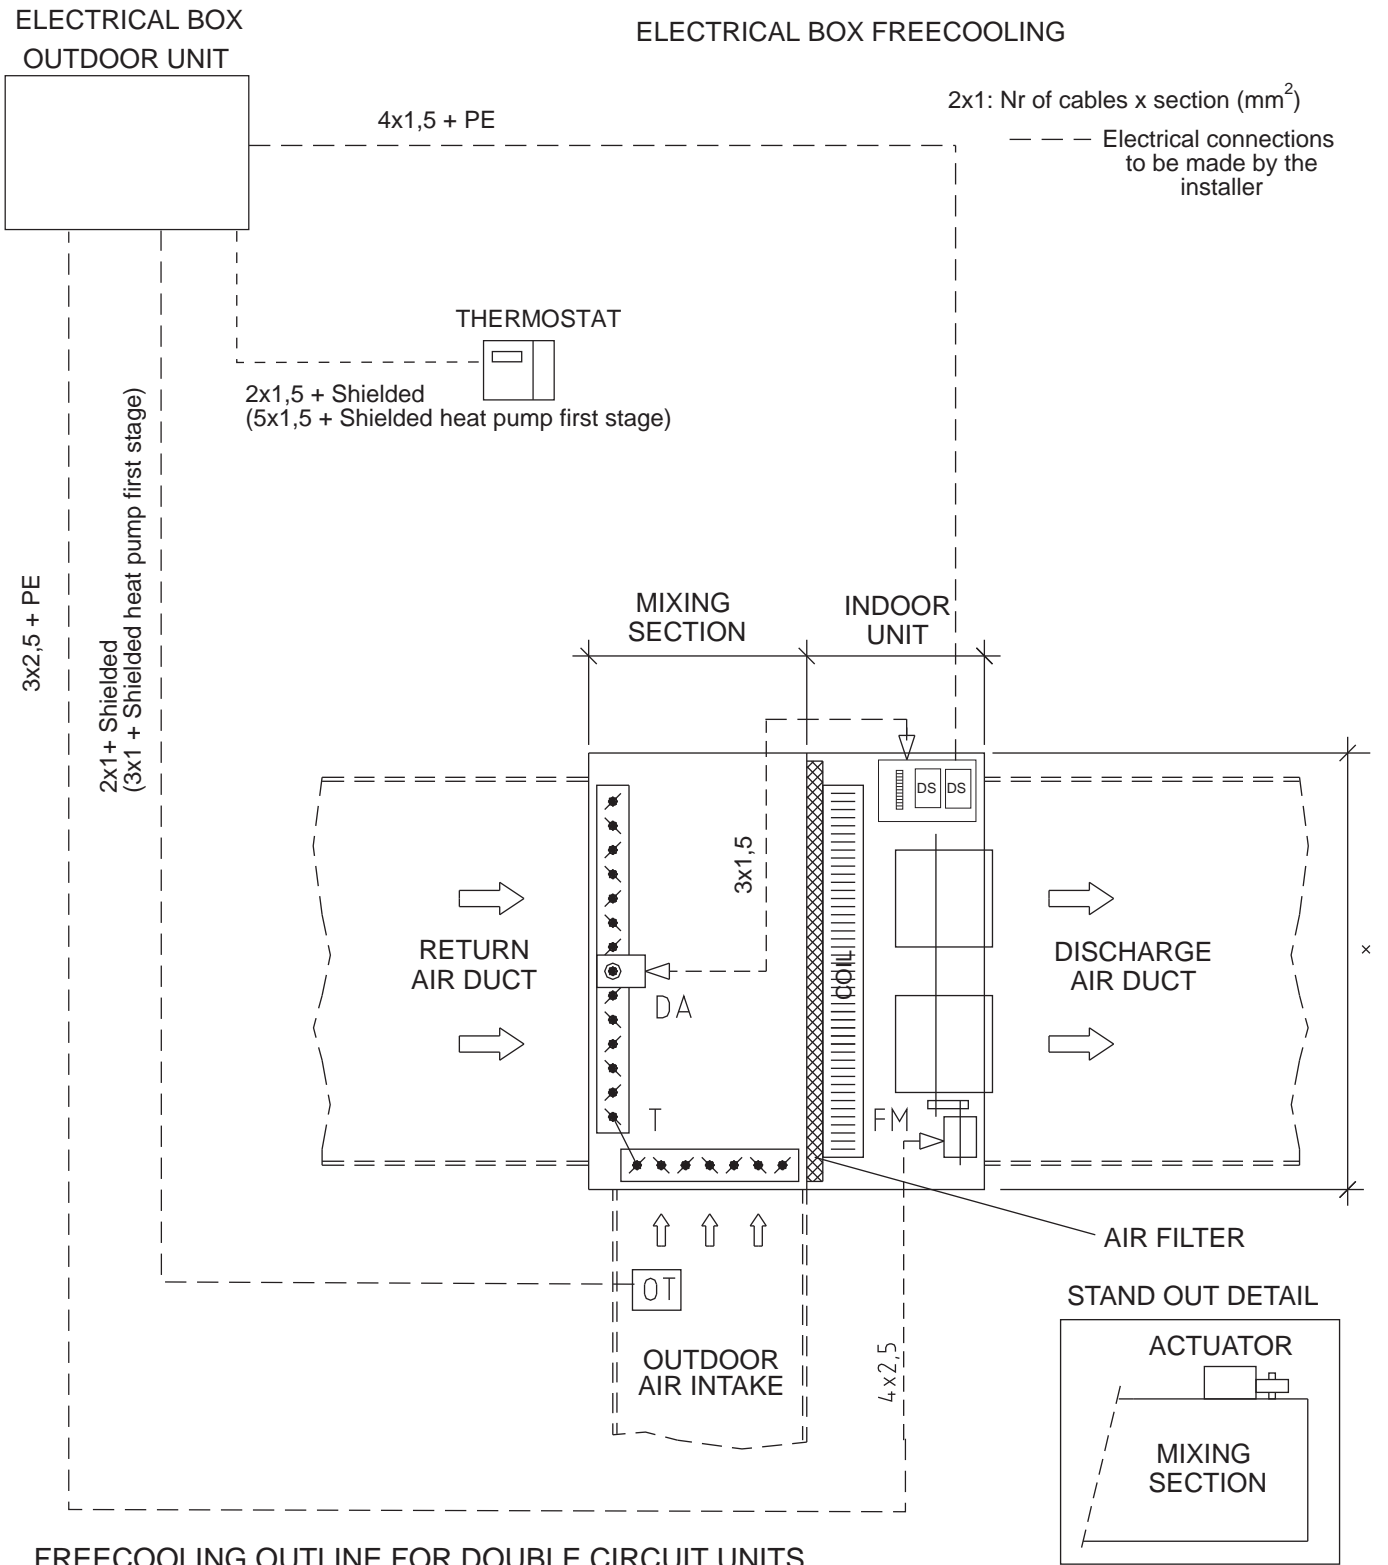 ELECTRICAL BOX
OUTDOOR UNIT
ELECTRICAL BOX FREECOOLING
2x1: Nr of cables x section (mm²)
Electrical connections
to be made by the
installer
4x1,5 + PE
THERMOSTAT
2x1,5 + Shielded
(5x1,5 + Shielded heat pump first stage)
3x2,5 + PE
2x1+ Shielded
(3x1 + Shielded heat pump first stage)
MIXING
SECTION
INDOOR
UNIT
DS DS
3x1,5
COIL
RETURN
AIR DUCT
DISCHARGE
AIR DUCT
x
DA
T
FM
AIR FILTER
OT
OUTDOOR
AIR INTAKE
4x2,5
STAND OUT DETAIL
ACTUATOR
MIXING
SECTION
FREECOOLING OUTLINE FOR DOUBLE CIRCUIT UNITS